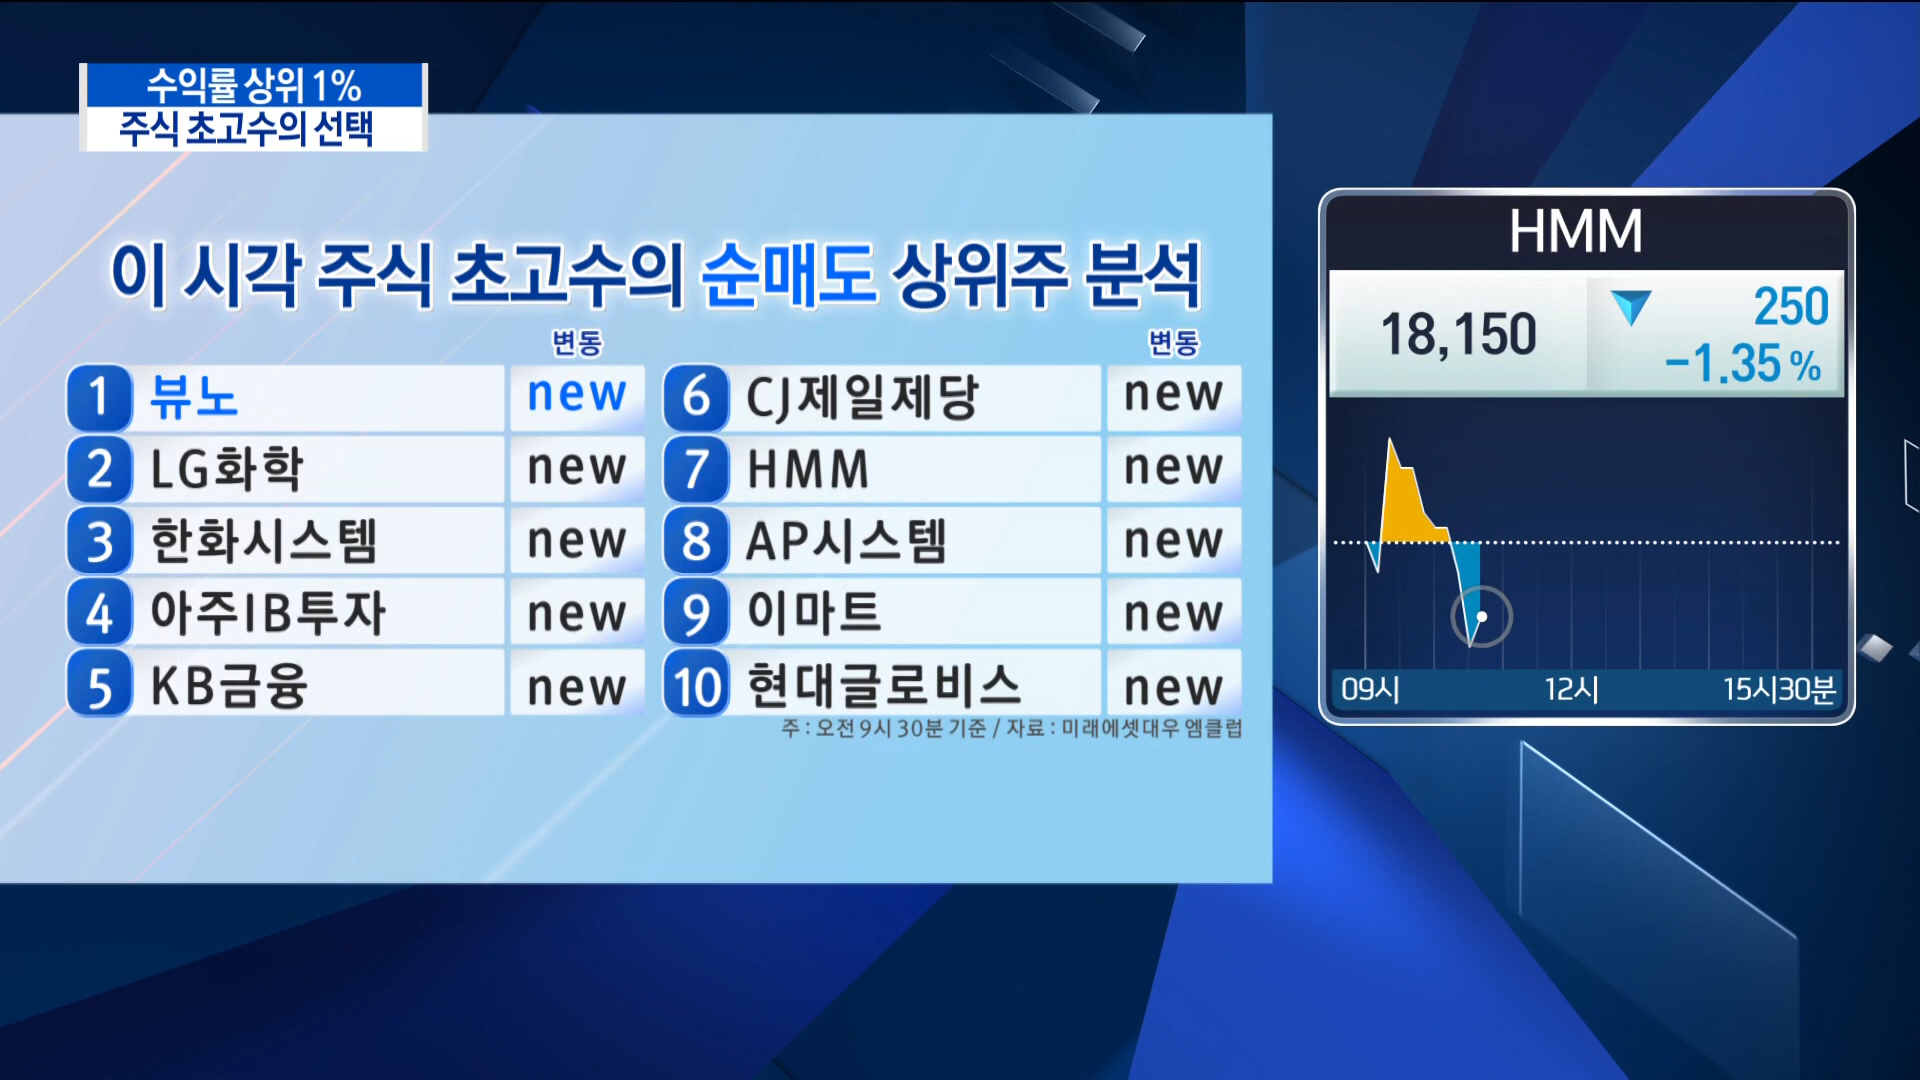 수익률 상위 1%
주식 초고수의 선택
이 시각 주식 초고수의 순매도 상위주 분석
변동 변동
1 뷰노 new 6 CJ제일제당 new
2 LG화학 new 7 HMM new
3 한화시스템 new 8 AP시스템 new
4 아주IB투자 new 9 이마트 new
5 KB금융 new 10 현대글로비스 new
주 : 오전 9시 30분 기준 / 자료 : 미래에셋대우 엠클럽
HMM
18,150 ▼ 250
-1.35 %
09시 12시 15시30분